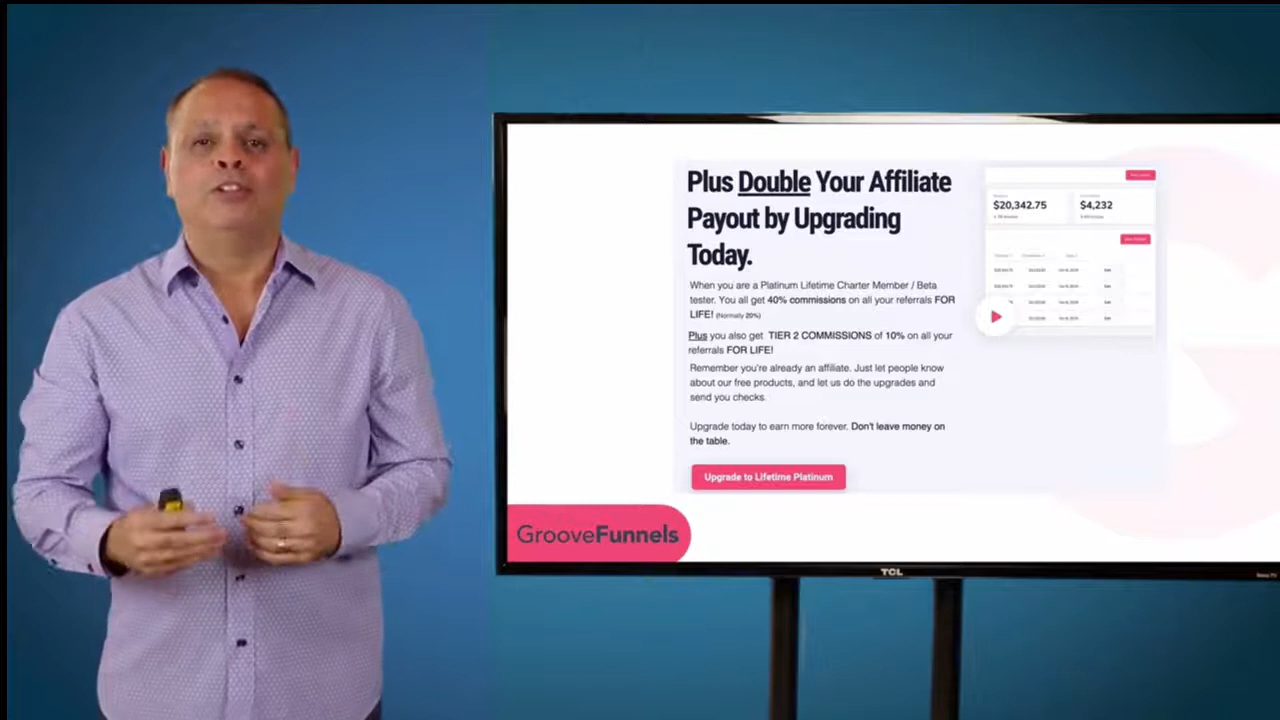 Plus Double Your Affiliate
Payout by Upgrading
Today.
When you are a Platinum Lifetime Charter Member / Beta
tester. You all get 40% commissions on all your referrals FOR
LIFE! (Normally 20%)
Plus you also get TIER 2 COMMISSIONS of 10% on all your
referrals FOR LIFE!
Remember you're already an affiliate. Just let people know
about our free products, and let us do the upgrades and
send you checks.
Upgrade today to earn more forever. Don't leave money on
the table.
Upgrade to Lifetime Platinum
$20,342.75
$4,232
GrooveFunnels
TCL